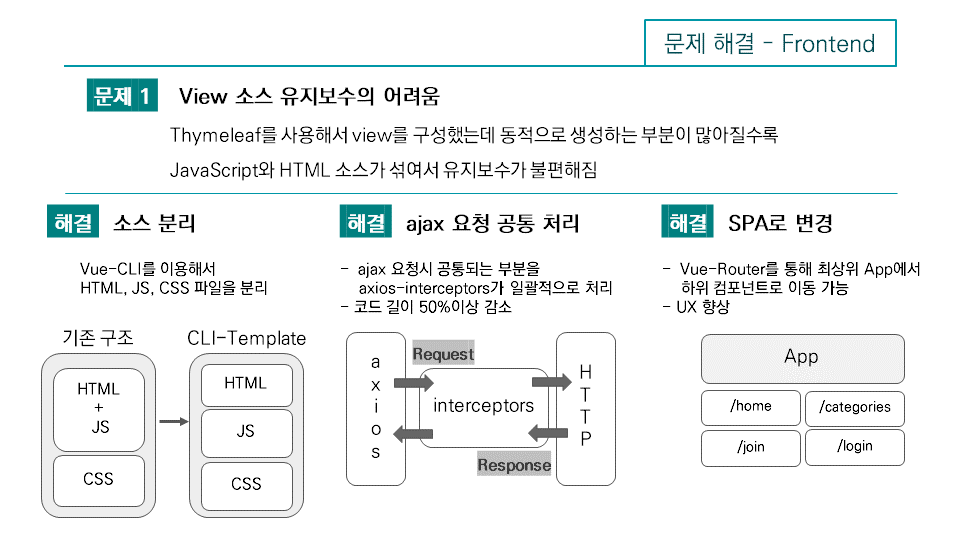 문제 해결 - Frontend
문제 1 View 소스 유지보수의 어려움
Thymeleaf를 사용해서 view를 구성했는데 동적으로 생성하는 부분이 많아질수록
JavaScript와 HTML 소스가 섞여서 유지보수가 불편해짐
해결 소스 분리
Vue-CLI를 이용해서
HTML, JS, CSS 파일을 분리
기존 구조
HTML
+
JS
CSS
CLI-Template
HTML
JS
CSS
해결 ajax 요청 공통 처리
- ajax 요청시 공통되는 부분을
axios-interceptors가 일괄적으로 처리
- 코드 길이 50%이상 감소
axios
Request
interceptors
Response
HTTP
해결 SPA로 변경
- Vue-Router를 통해 최상위 App에서
하위 컴포넌트로 이동 가능
- UX 향상
App
/home
/categories
/join
/login